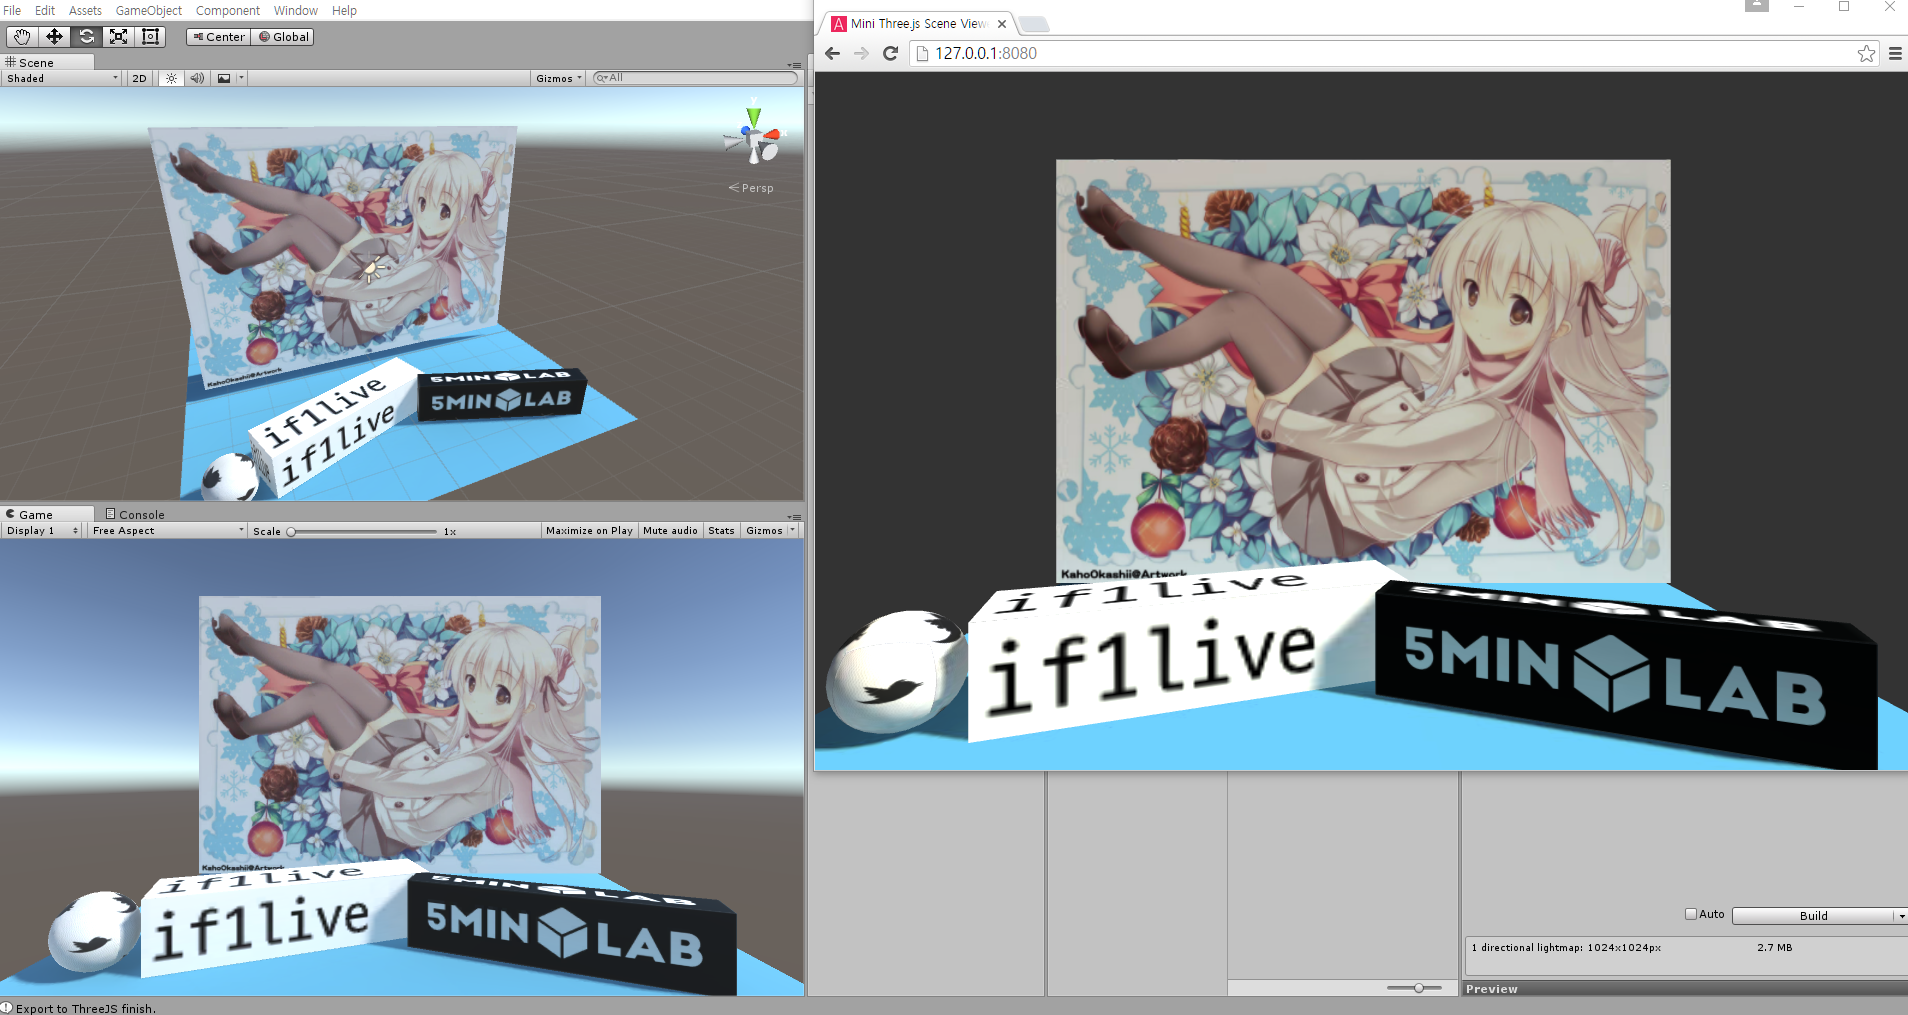 File Edit Assets GameObject Component Window Help
Center Global
Scene
Shaded 2D Gizmos All
y
x
Persp
KahoOkashii@Artwork
if1live
if1live
5MIN LAB
5MIN LAB
Game Console
Display 1 Free Aspect Scale 1x Maximize on Play Mute audio Stats Gizmos
KahoOkashii@Artwork
if1live
if1live
5MIN LAB
5MIN LAB
Export to ThreeJS finish.
A Mini Three.js Scene View
127.0.0.1:8080
KahoOkashii@Artwork
if1live
if1live
5MIN LAB
5MIN LAB
Auto Build
1 directional lightmap: 1024x1024px 2.7 MB
Preview